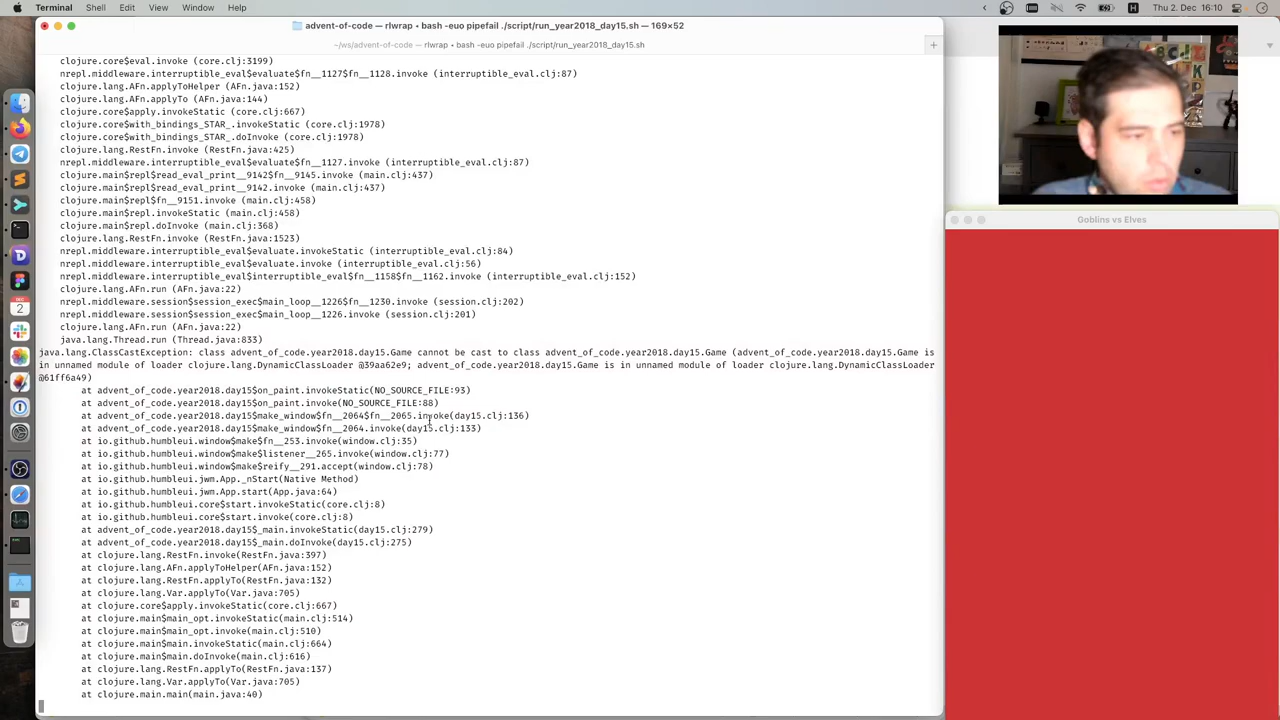 Terminal Shell Edit View Window Help
Thu 2. Dec 16:10
advent-of-code — rlwrap • bash -euo pipefail ./script/run_year2018_day15.sh — 169×52
~/ws/advent-of-code — rlwrap • bash -euo pipefail ./script/run_year2018_day15.sh
clojure.core$eval.invoke (core.clj:3199)
nrepl.middleware.interruptible_eval$evaluate$fn__1127$fn__1128.invoke (interruptible_eval.clj:87)
clojure.lang.AFn.applyToHelper (AFn.java:152)
clojure.lang.AFn.applyTo (AFn.java:144)
clojure.core$apply.invokeStatic (core.clj:667)
clojure.core$with_bindings_STAR_.invokeStatic (core.clj:1978)
clojure.core$with_bindings_STAR_.doInvoke (core.clj:1978)
clojure.lang.RestFn.invoke (RestFn.java:425)
nrepl.middleware.interruptible_eval$evaluate$fn__1127.invoke (interruptible_eval.clj:87)
clojure.main$repl$read_eval_print__9142$fn__9145.invoke (main.clj:437)
clojure.main$repl$read_eval_print__9142.invoke (main.clj:437)
clojure.main$repl$fn__9151.invoke (main.clj:458)
clojure.main$repl.invokeStatic (main.clj:458)
clojure.main$repl.doInvoke (main.clj:368)
clojure.lang.RestFn.invoke (RestFn.java:1523)
nrepl.middleware.interruptible_eval$evaluate.invokeStatic (interruptible_eval.clj:84)
nrepl.middleware.interruptible_eval$evaluate.invoke (interruptible_eval.clj:56)
nrepl.middleware.interruptible_eval$interruptible_eval$fn__1158$fn__1162.invoke (interruptible_eval.clj:152)
clojure.lang.AFn.run (AFn.java:22)
nrepl.middleware.session$session_exec$main_loop__1226$fn__1230.invoke (session.clj:202)
nrepl.middleware.session$session_exec$main_loop__1226.invoke (session.clj:201)
clojure.lang.AFn.run (AFn.java:22)
java.lang.Thread.run (Thread.java:833)
java.lang.ClassCastException: class advent_of_code.year2018.day15.Game cannot be cast to class advent_of_code.year2018.day15.Game (advent_of_code.year2018.day15.Game is
in unnamed module of loader clojure.lang.DynamicClassLoader @39aa62e9; advent_of_code.year2018.day15.Game is in unnamed module of loader clojure.lang.DynamicClassLoader
@61ff6a49)
at advent_of_code.year2018.day15$on_paint.invokeStatic(NO_SOURCE_FILE:93)
at advent_of_code.year2018.day15$on_paint.invoke(NO_SOURCE_FILE:88)
at advent_of_code.year2018.day15$make_window$fn__2064$fn__2065.invoke(day15.clj:136)
at advent_of_code.year2018.day15$make_window$fn__2064.invoke(day15.clj:133)
at io.github.humbleui.window$make$fn__253.invoke(window.clj:35)
at io.github.humbleui.window$make$listener__265.invoke(window.clj:77)
at io.github.humbleui.window$make$reify__291.accept(window.clj:78)
at io.github.humbleui.jwm.App._nStart(Native Method)
at io.github.humbleui.jwm.App.start(App.java:64)
at io.github.humbleui.core$start.invokeStatic(core.clj:8)
at io.github.humbleui.core$start.invoke(core.clj:8)
at advent_of_code.year2018.day15$_main.invokeStatic(day15.clj:279)
at advent_of_code.year2018.day15$_main.doInvoke(day15.clj:275)
at clojure.lang.RestFn.invoke(RestFn.java:397)
at clojure.lang.AFn.applyToHelper(AFn.java:152)
at clojure.lang.RestFn.applyTo(RestFn.java:132)
at clojure.lang.Var.applyTo(Var.java:705)
at clojure.core$apply.invokeStatic(core.clj:667)
at clojure.main$main_opt.invokeStatic(main.clj:514)
at clojure.main$main_opt.invoke(main.clj:510)
at clojure.main$main.invokeStatic(main.clj:664)
at clojure.main$main.doInvoke(main.clj:616)
at clojure.lang.RestFn.applyTo(RestFn.java:137)
at clojure.lang.Var.applyTo(Var.java:705)
at clojure.main.main(main.java:40)
Goblins vs Elves